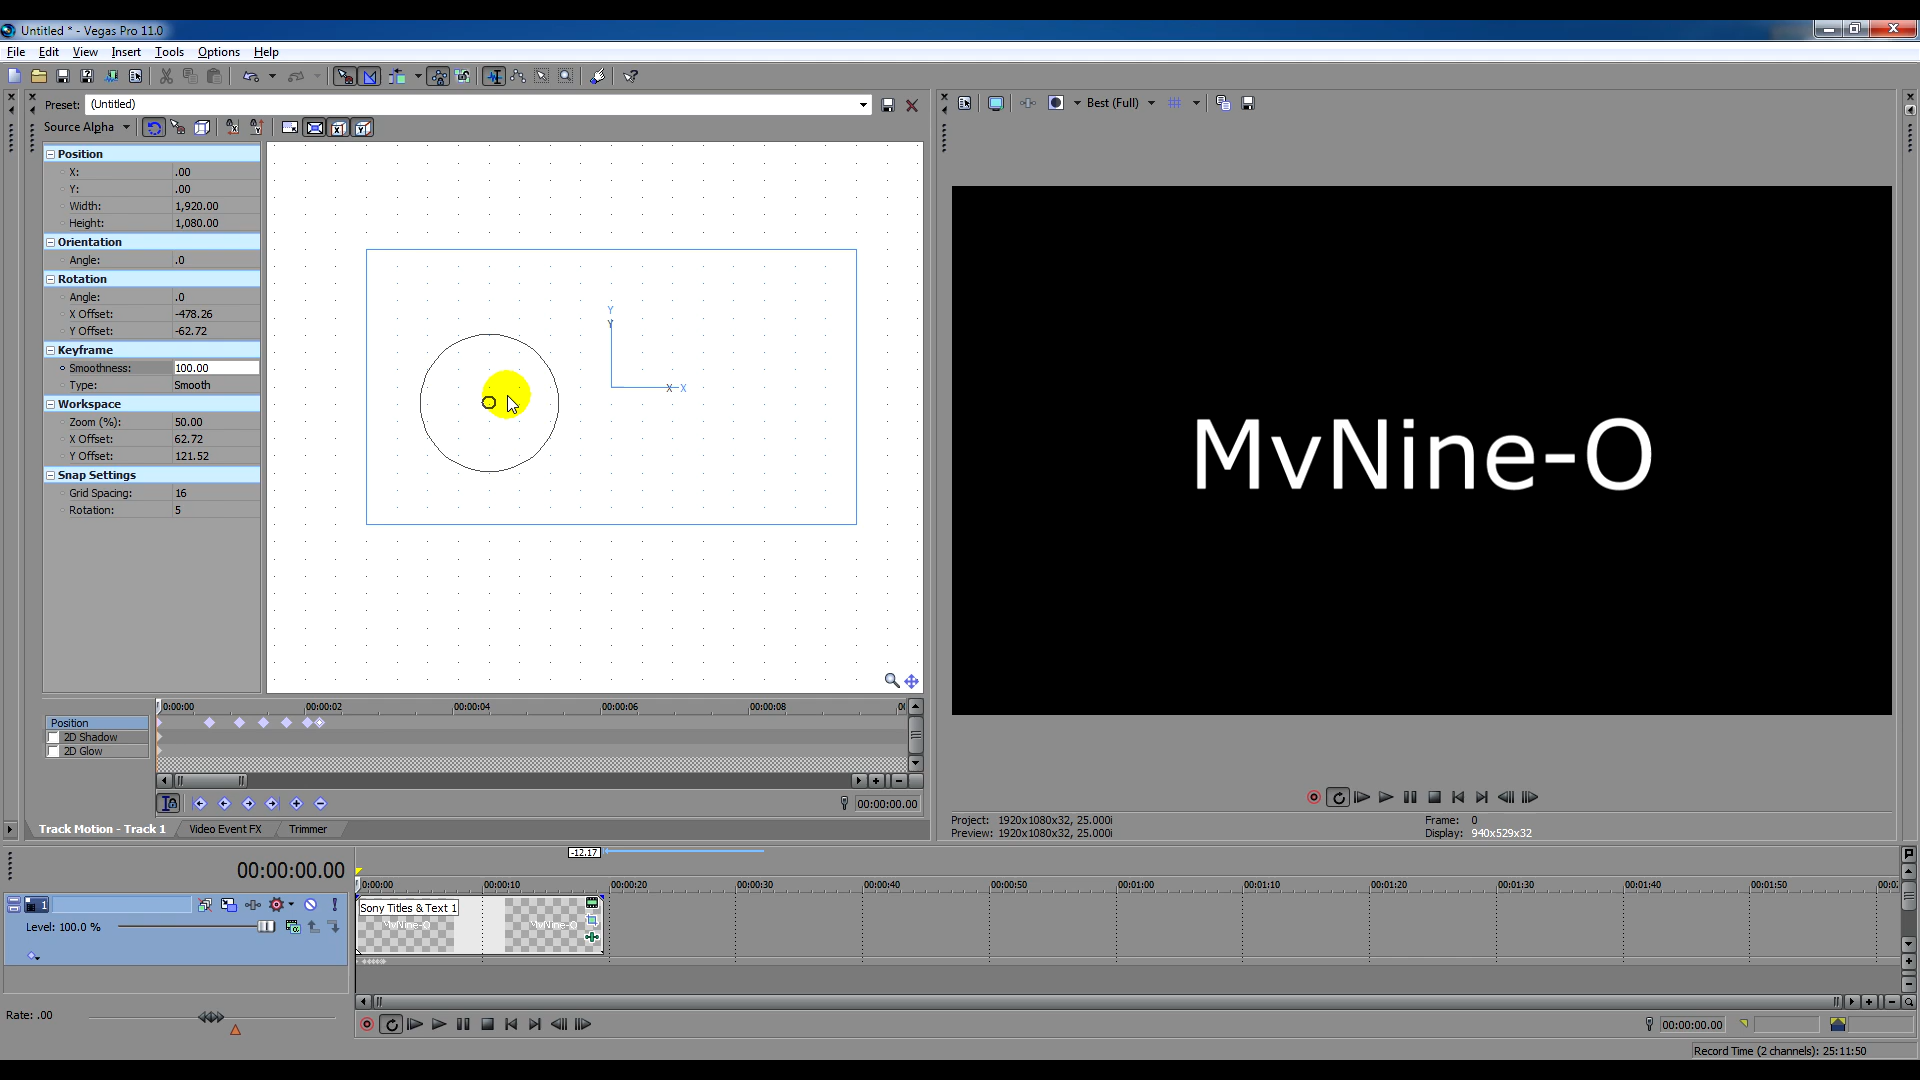 Untitled * - Vegas Pro 11.0
File Edit View Insert Tools Options Help
Preset: (Untitled)
Best (Full)
Source Alpha
Position
X: .00
Y: .00
Width: 1,920.00
Height: 1,080.00
Orientation
Angle: .0
Rotation
Angle: .0
X Offset: -478.26
Y Offset: -62.72
Keyframe
Smoothness: 100.00
Type: Smooth
Workspace
Zoom (%): 50.00
X Offset: 62.72
Y Offset: 121.52
Snap Settings
Grid Spacing: 16
Rotation: 5
Y
Y
X X
MvNine-O
0:00:00 00:00:02 00:00:04 00:00:06 00:00:08
Position
2D Shadow
2D Glow
00:00:00.00
Track Motion - Track 1 Video Event FX Trimmer
Project: 1920x1080x32, 25.000i
Preview: 1920x1080x32, 25.000i
Frame: 0
Display: 940x529x32
-12.17
00:00:00.00
0:00:00 00:00:10 00:00:20 00:00:30 00:00:40 00:00:50 00:01:00 00:01:10 00:01:20 00:01:30 00:01:40 00:01:50
1
Sony Titles & Text 1
Level: 100.0 %
MvNine-O MvNine-O
Rate: .00
00:00:00.00
Record Time (2 channels): 25:11:50